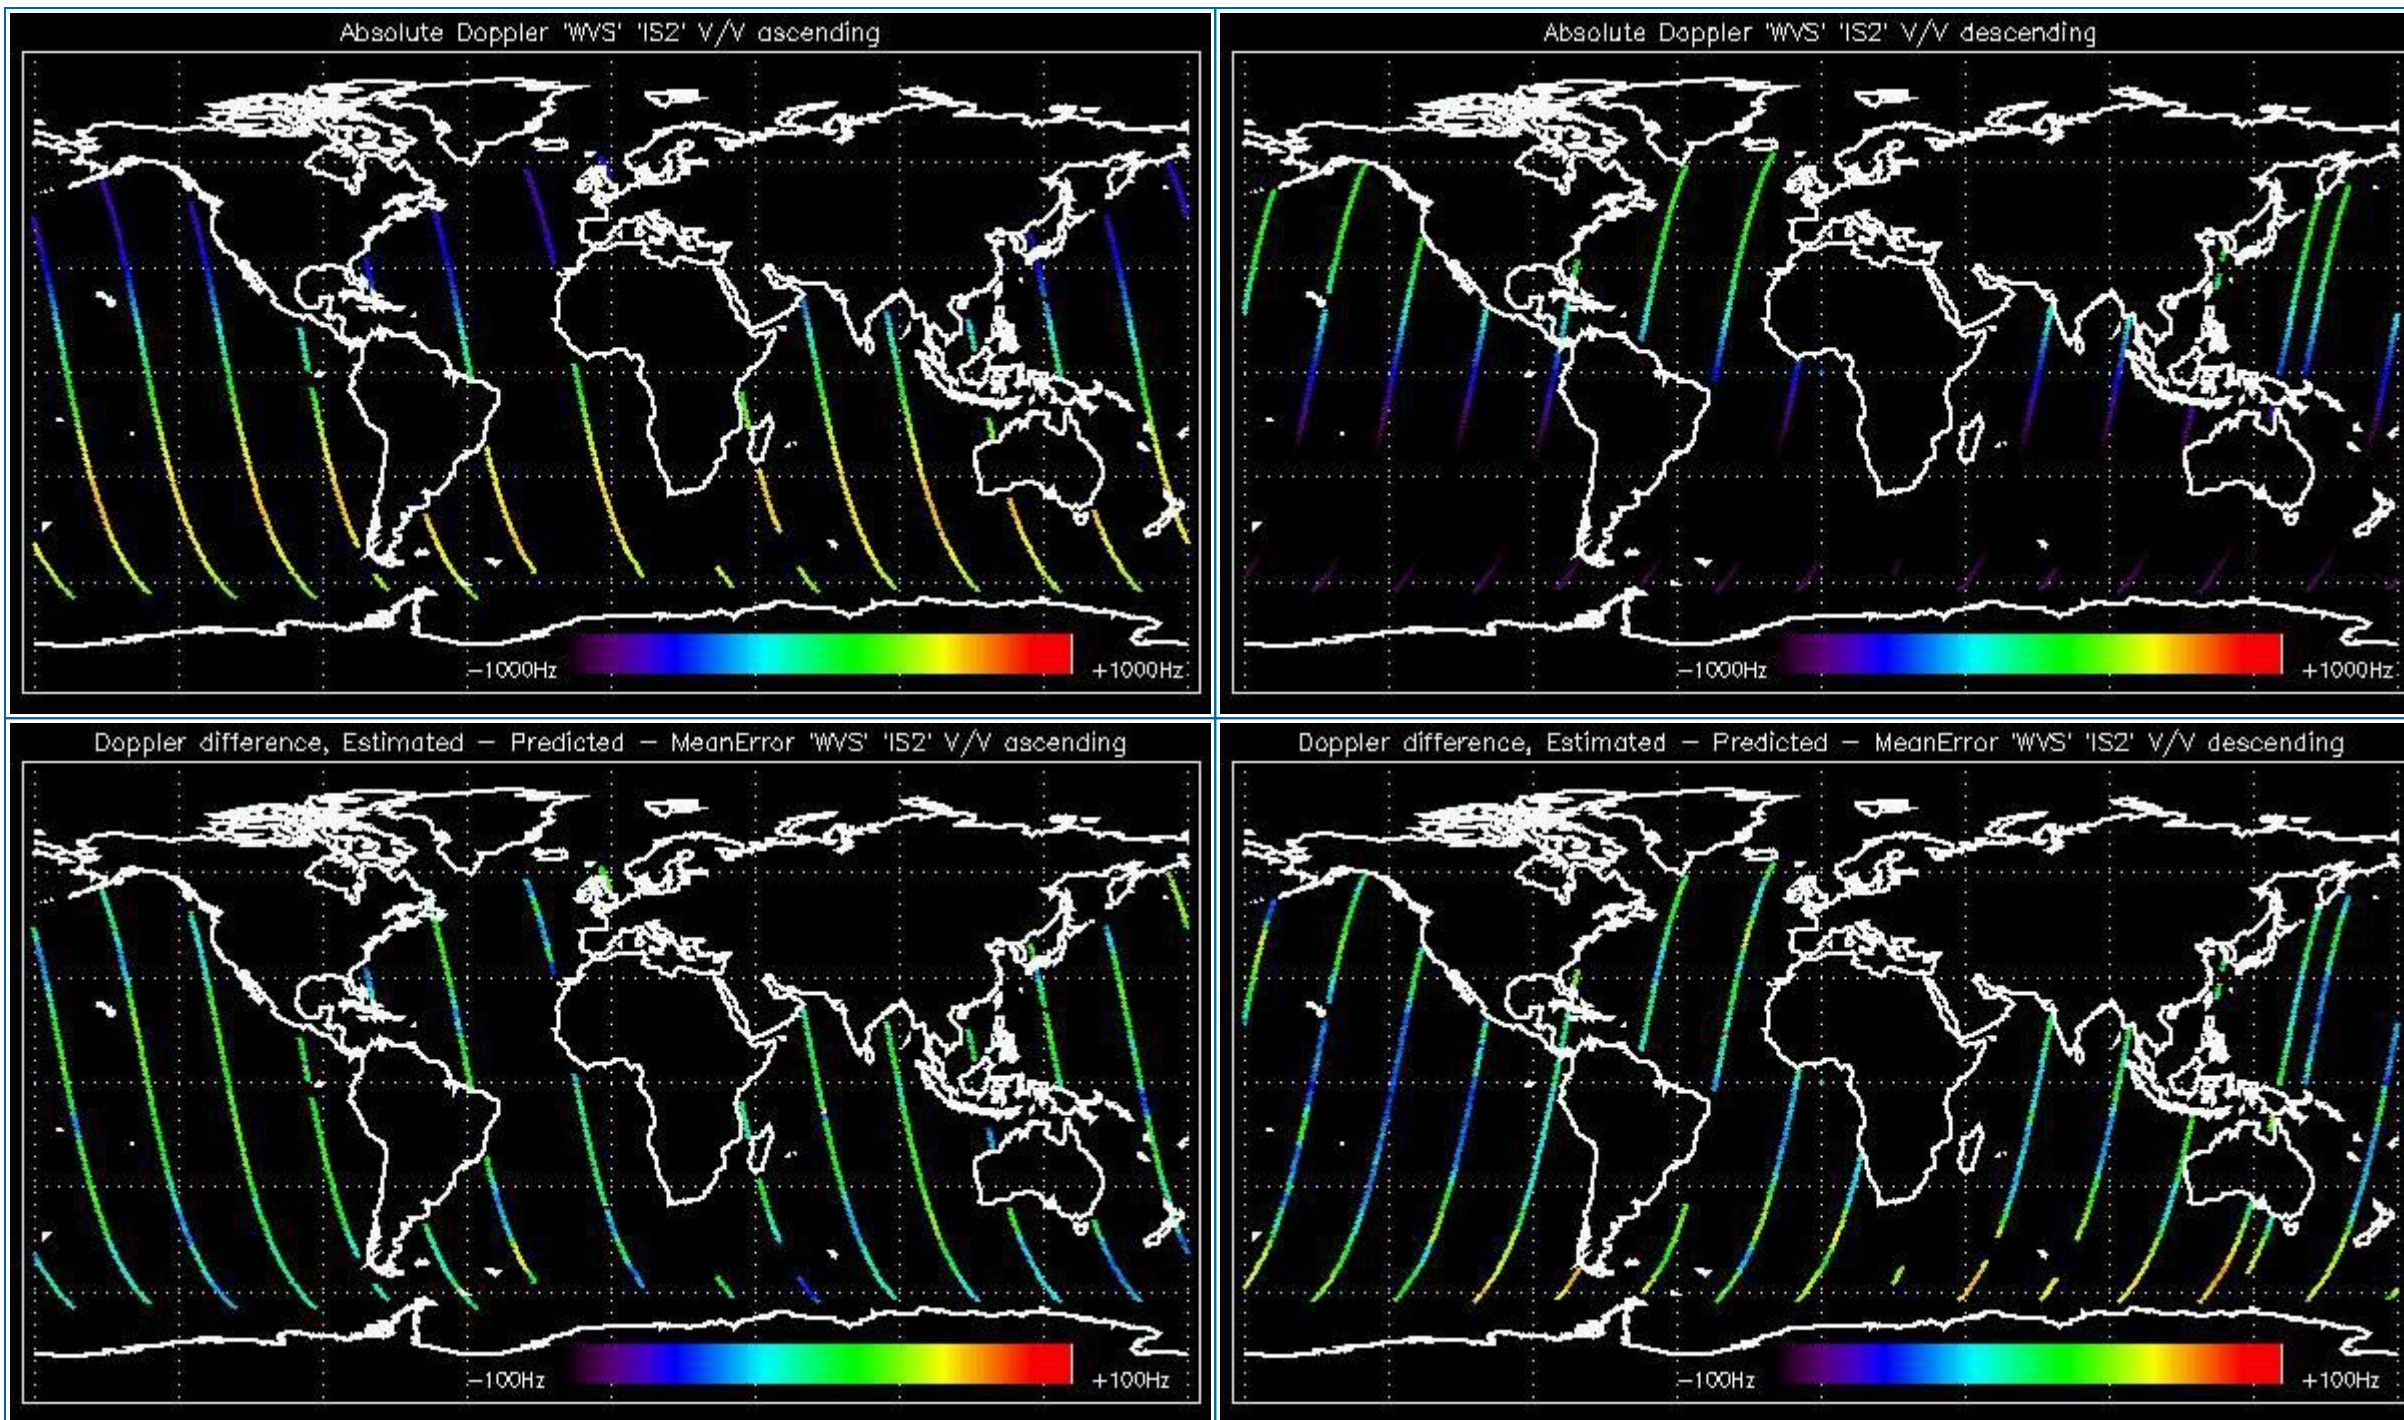 Absolute Doppler 'WVS' 'IS2' V/V ascending
-1000Hz
+1000Hz
Absolute Doppler 'WVS' 'IS2' V/V descending
-1000Hz
+1000Hz
Doppler difference, Estimated - Predicted - MeanError 'WVS' 'IS2' V/V ascending
-100Hz
+100Hz
Doppler difference, Estimated - Predicted - MeanError 'WVS' 'IS2' V/V descending
-100Hz
+100Hz